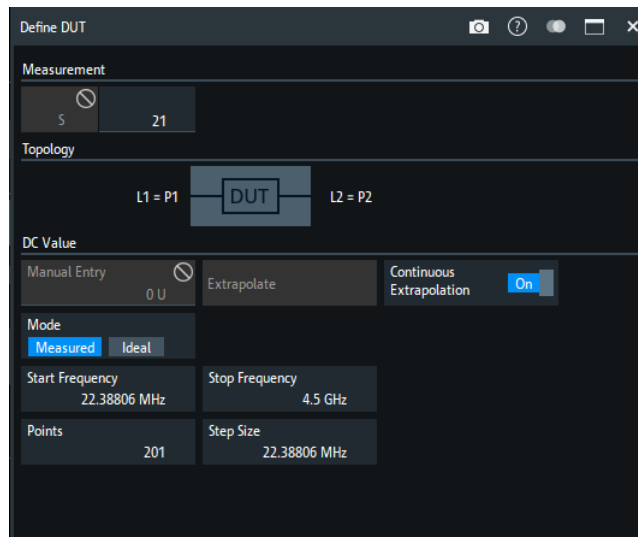 Define DUT
Measurement
S 21
Topology
L1 = P1 DUT L2 = P2
DC Value
Manual Entry
0 U
Extrapolate
Continuous
Extrapolation
On
Mode
Measured Ideal
Start Frequency
22.38806 MHz
Stop Frequency
4.5 GHz
Points
201
Step Size
22.38806 MHz